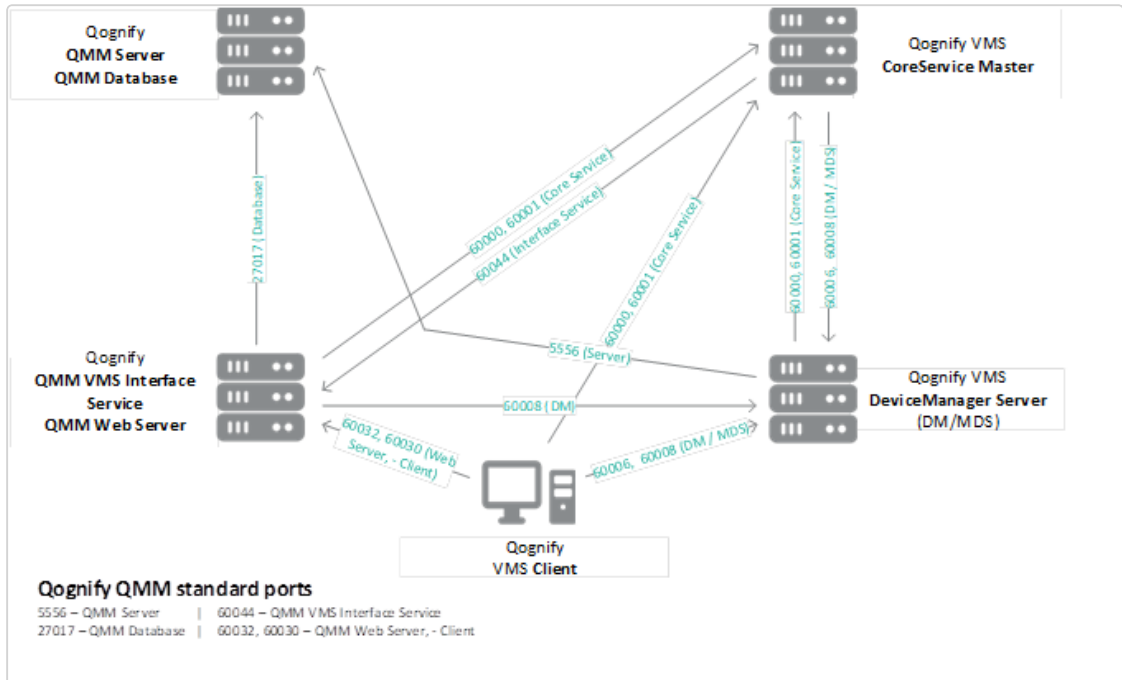 Qognify
QMM Server
QMM Database
Qognify VMS
CoreService Master
27017 (Database)
60000, 60001 (Core Service)
60044 (Interface Service)
60000, 60001 (Core Service)
60000, 60001 (Core Service)
60006, 60008 (DM / MDS)
5556 (Server)
Qognify
QMM VMS Interface
Service
QMM Web Server
60008 (DM)
Qognify VMS
DeviceManager Server
(DM/MDS)
60032, 60030 (Web
Server, - Client)
60006, 60008 (DM / MDS)
Qognify
VMS Client
Qognify QMM standard ports
5556 – QMM Server | 60044 – QMM VMS Interface Service
27017 – QMM Database | 60032, 60030 – QMM Web Server, - Client